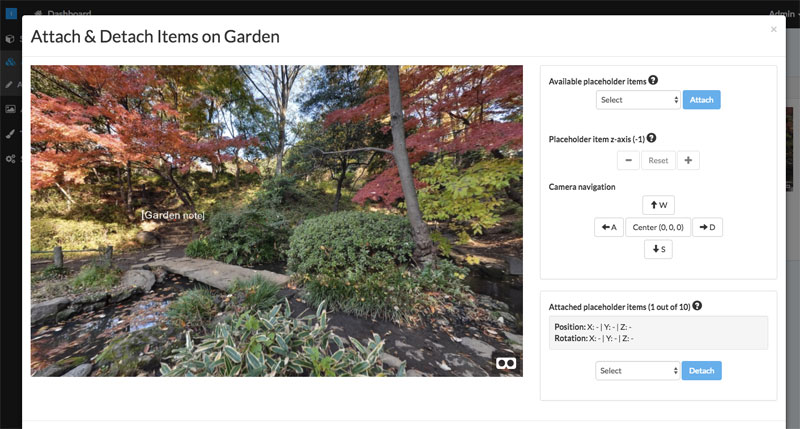 Dashboard
Admin
Attach & Detach Items on Garden
×
[Garden note]
Available placeholder items ?
Select Attach
Placeholder item z-axis (-1) ?
− Reset +
Camera navigation
↑ W
← A Center (0, 0, 0) → D
↓ S
Attached placeholder items (1 out of 10) ?
Position: X: - | Y: - | Z: -
Rotation: X: - | Y: - | Z: -
Select Detach